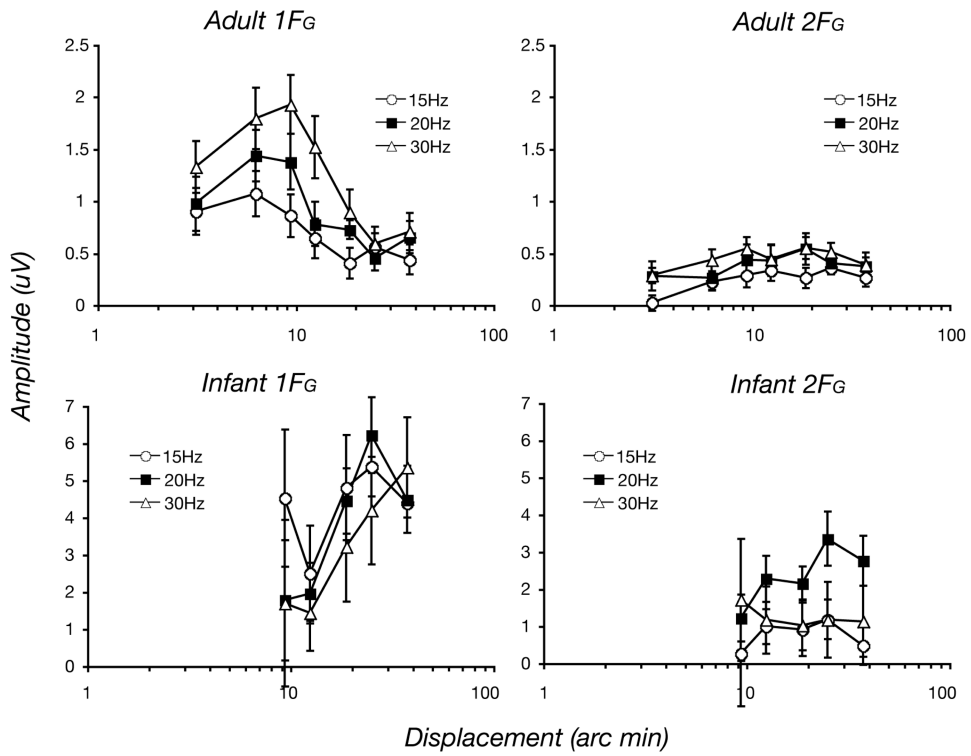 Adult 1FG
2.5
2
1.5
1
0.5
0
1
10
100
15Hz
20Hz
30Hz
Adult 2FG
2.5
2
1.5
1
0.5
0
1
10
100
15Hz
20Hz
30Hz
Amplitude (uV)
Infant 1FG
7
6
5
4
3
2
1
0
1
10
100
15Hz
20Hz
30Hz
Infant 2FG
7
6
5
4
3
2
1
0
1
10
100
15Hz
20Hz
30Hz
Displacement (arc min)